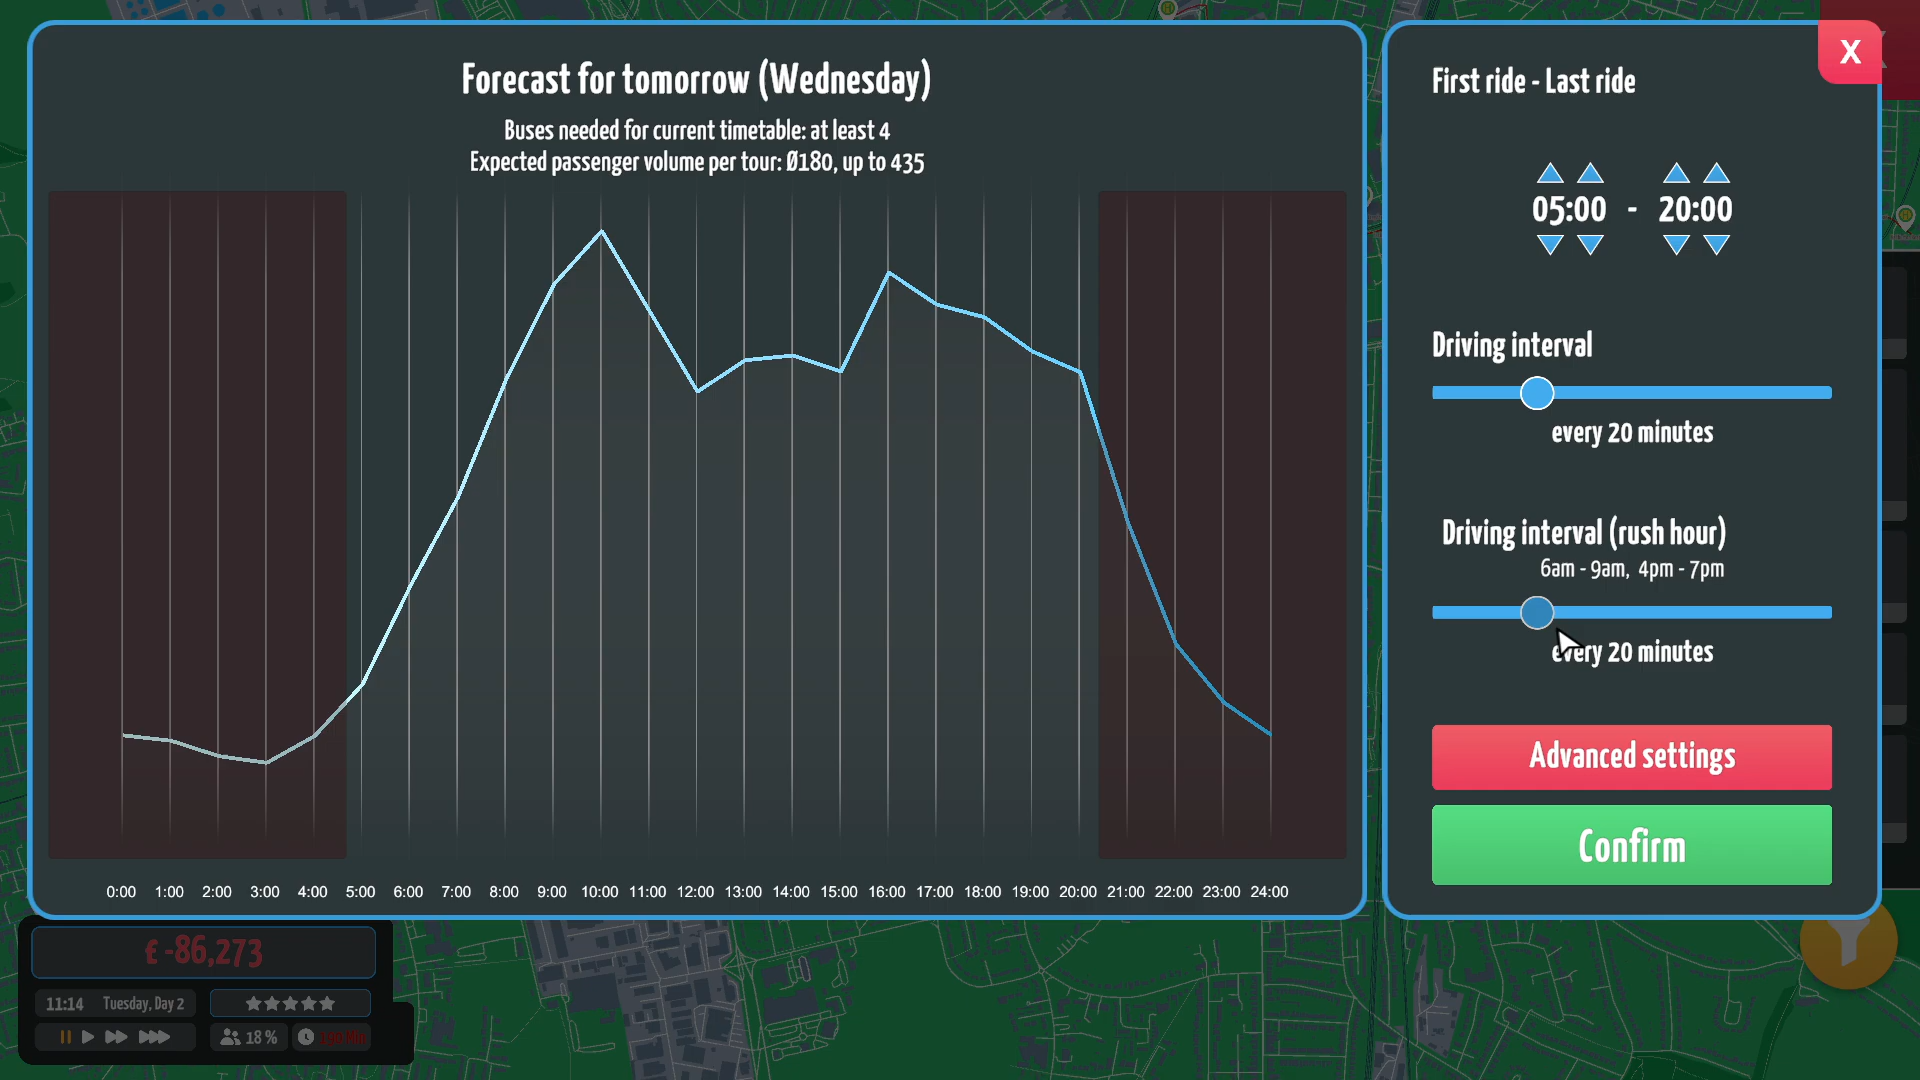 Forecast for tomorrow (Wednesday)
Buses needed for current timetable: at least 4
Expected passenger volume per tour: Ø180, up to 435
0:00 1:00 2:00 3:00 4:00 5:00 6:00 7:00 8:00 9:00 10:00 11:00 12:00 13:00 14:00 15:00 16:00 17:00 18:00 19:00 20:00 21:00 22:00 23:00 24:00
X
First ride - Last ride
05:00 - 20:00
Driving interval
every 20 minutes
Driving interval (rush hour)
6am - 9am, 4pm - 7pm
every 20 minutes
Advanced settings
Confirm
£ -86,273
11:14 Tuesday, Day 2
18 %